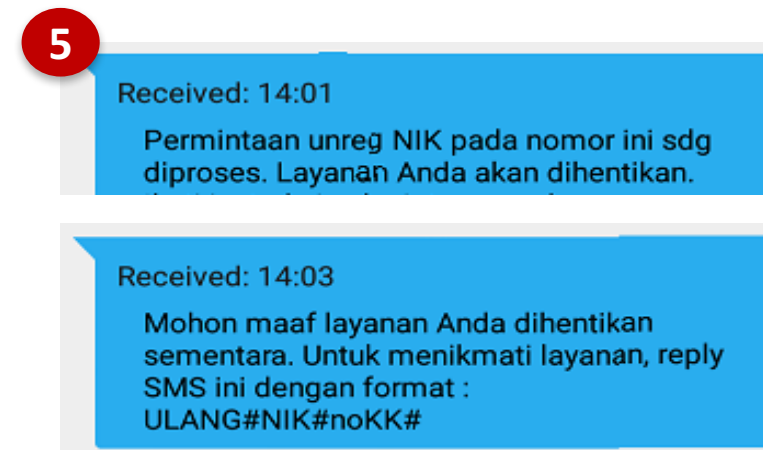 5
Received: 14:01
Permintaan unreg NIK pada nomor ini sdg
diproses. Layanan Anda akan dihentikan.
Received: 14:03
Mohon maaf layanan Anda dihentikan
sementara. Untuk menikmati layanan, reply
SMS ini dengan format :
ULANG#NIK#noKK#